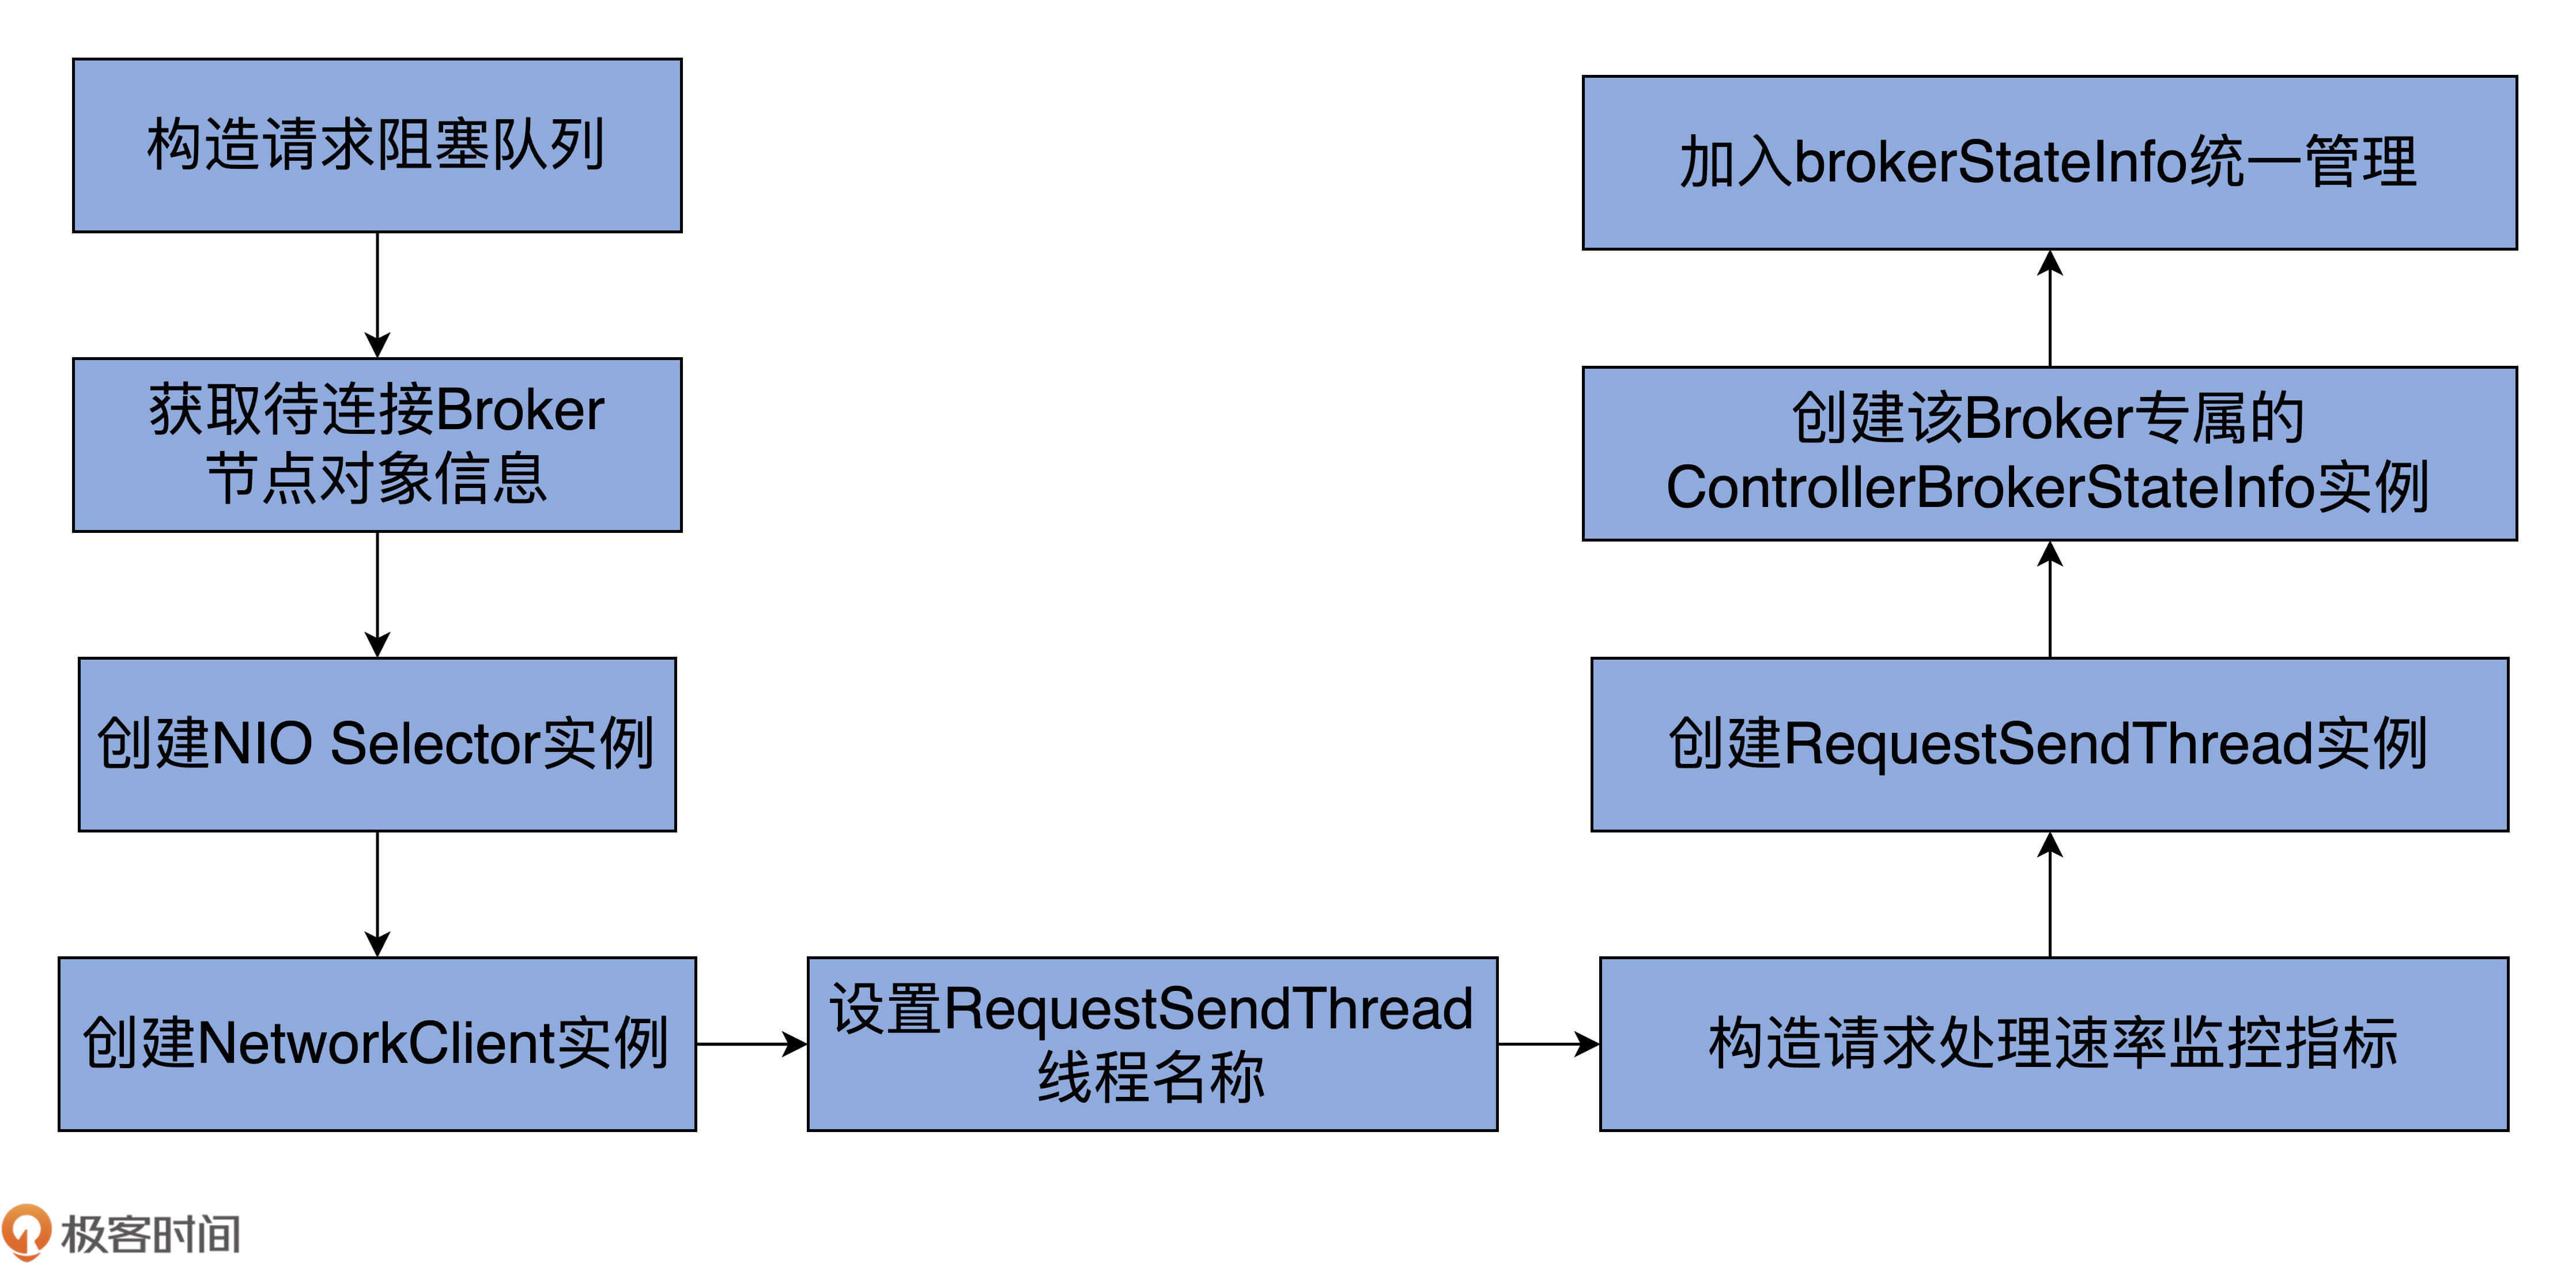 构造请求阻塞队列
获取待连接Broker
节点对象信息
创建NIO Selector实例
创建NetworkClient实例
设置RequestSendThread
线程名称
构造请求处理速率监控指标
创建RequestSendThread实例
创建该Broker专属的
ControllerBrokerStateInfo实例
加入brokerStateInfo统一管理
极客时间